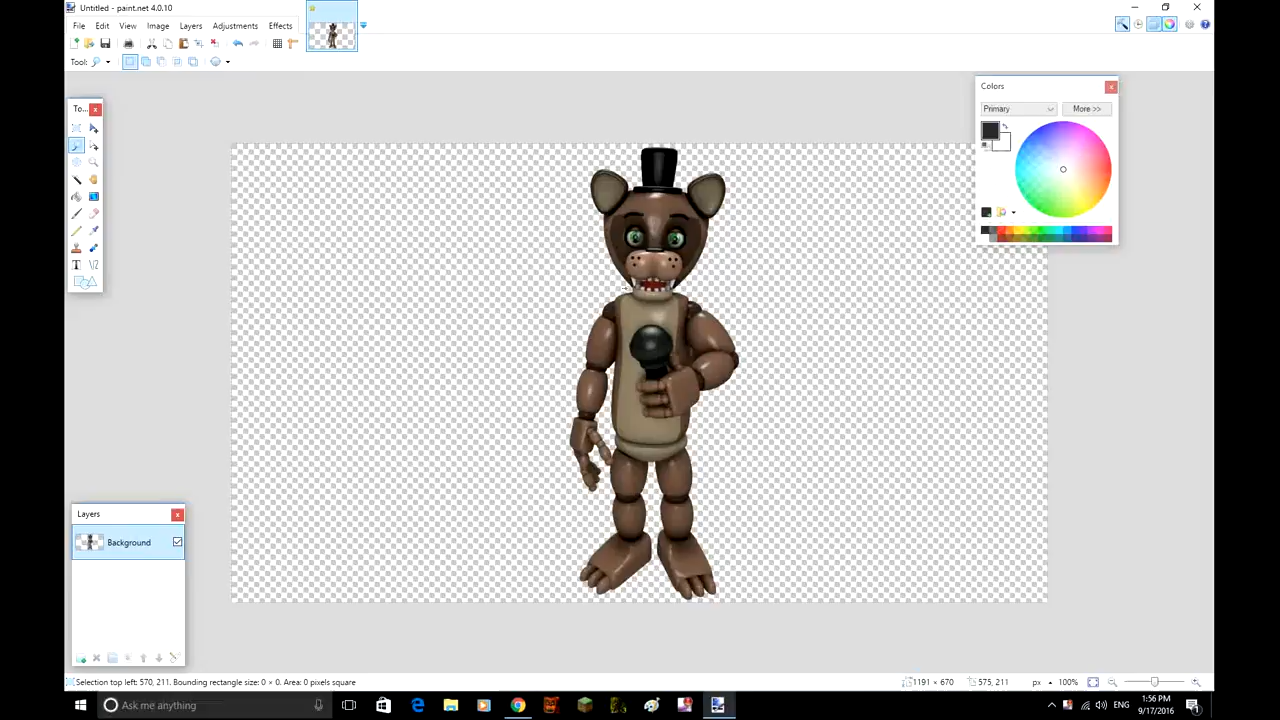 Untitled - paint.net 4.0.10
File Edit View Image Layers Adjustments Effects
Tool:
To...
Colors
Primary
More >>
Layers
Background
Selection top left: 570, 211. Bounding rectangle size: 0 × 0. Area: 0 pixels square
1191 × 670
575, 211
px
100%
Ask me anything
ENG
1:56 PM
9/17/2016